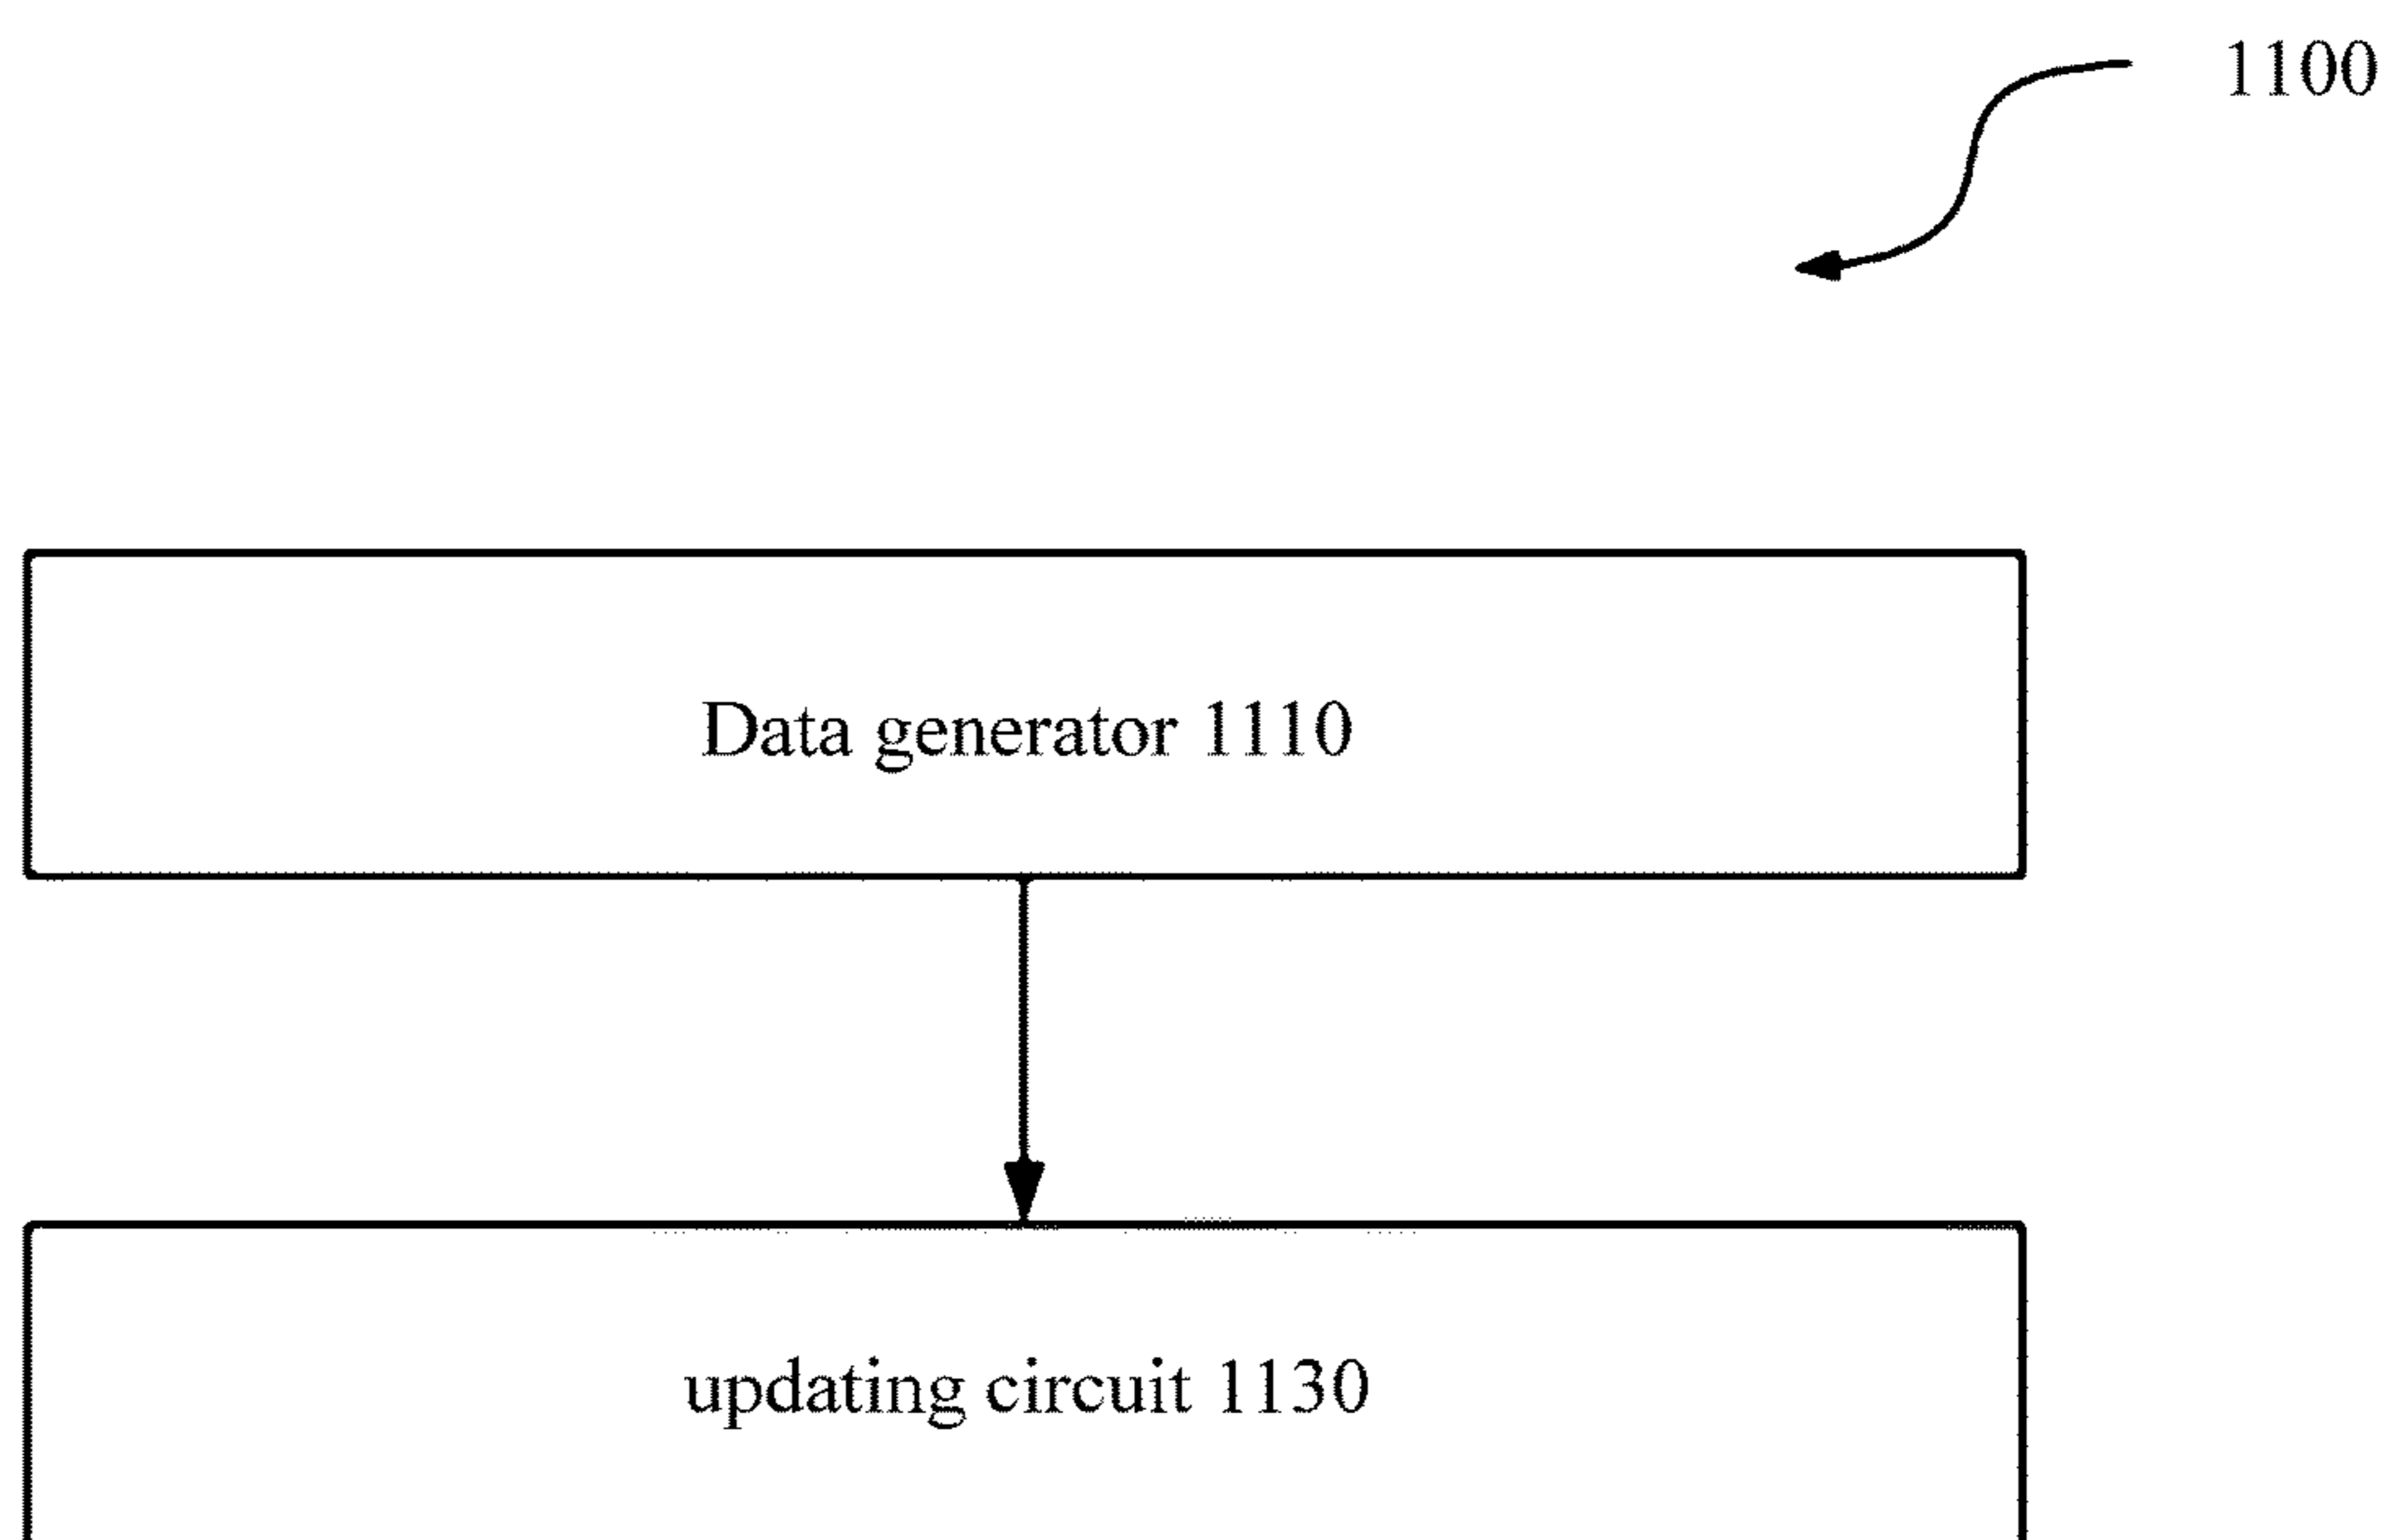 1100
Data generator 1110
updating circuit 1130